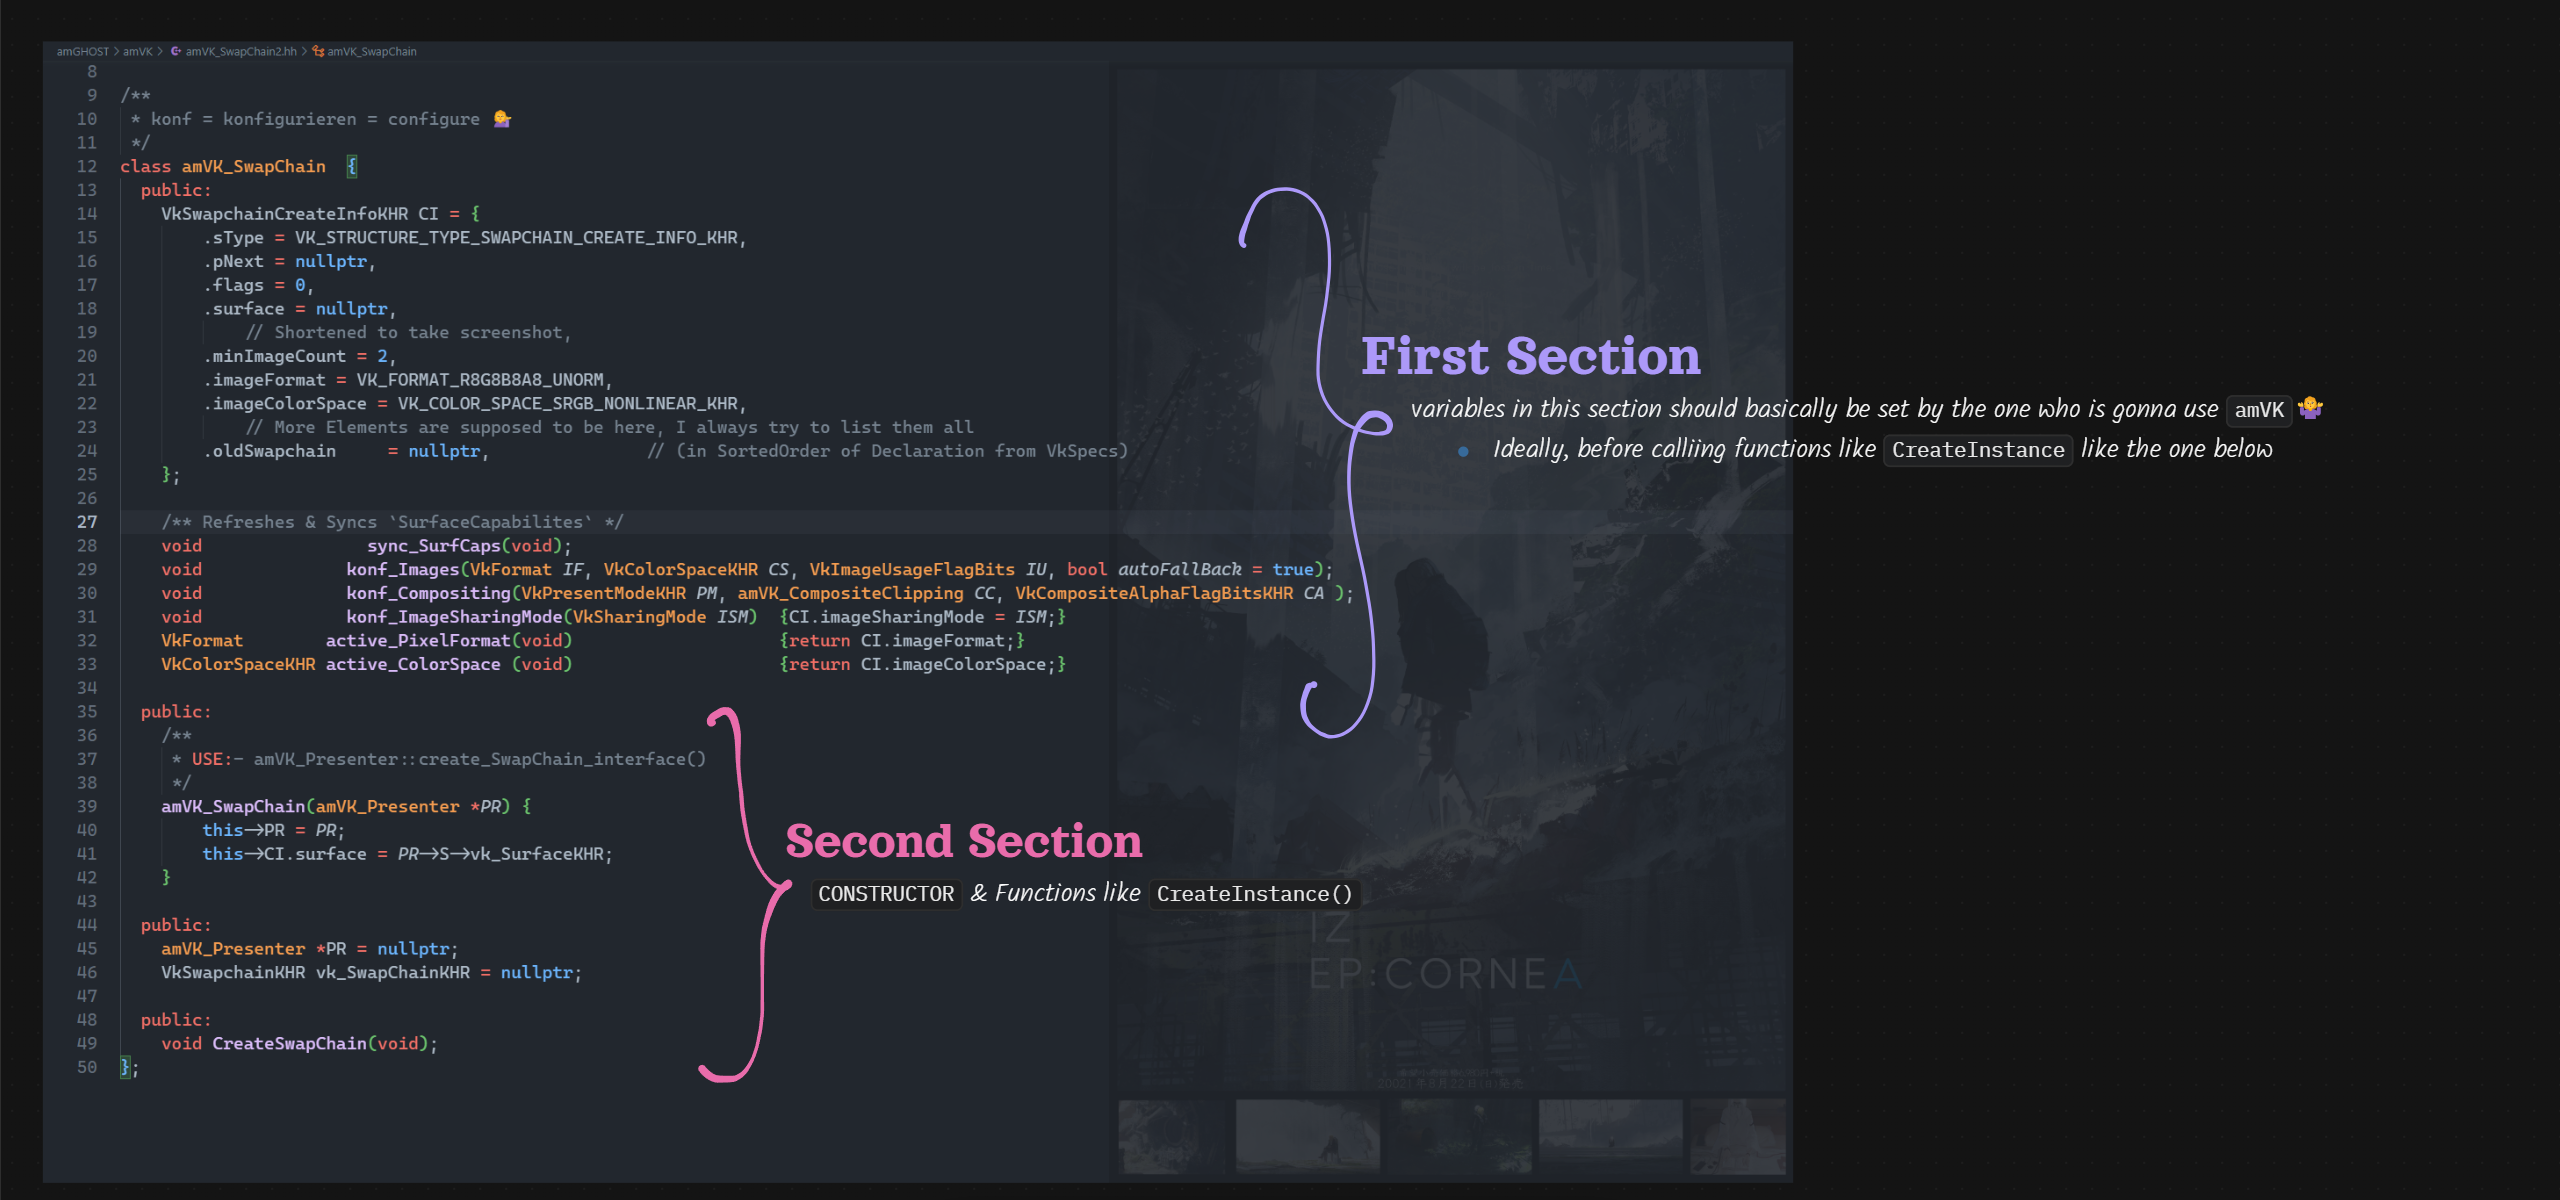 amGHOST > amVK > amVK_SwapChain2.hh > amVK_SwapChain
8
9 /**
10 * konf = konfigurieren = configure 💁
11 */
12 class amVK_SwapChain {
13 public:
14 VkSwapchainCreateInfoKHR CI = {
15 .sType = VK_STRUCTURE_TYPE_SWAPCHAIN_CREATE_INFO_KHR,
16 .pNext = nullptr,
17 .flags = 0,
18 .surface = nullptr,
19 // Shortened to take screenshot,
20 .minImageCount = 2,
21 .imageFormat = VK_FORMAT_R8G8B8A8_UNORM,
22 .imageColorSpace = VK_COLOR_SPACE_SRGB_NONLINEAR_KHR,
23 // More Elements are supposed to be here, I always try to list them all
24 .oldSwapchain = nullptr, // (in SortedOrder of Declaration from VkSpecs)
25 };
26
27 /** Refreshes & Syncs `SurfaceCapabilites` */
28 void sync_SurfCaps(void);
29 void konf_Images(VkFormat IF, VkColorSpaceKHR CS, VkImageUsageFlagBits IU, bool autoFallBack = true);
30 void konf_Compositing(VkPresentModeKHR PM, amVK_CompositeClipping CC, VkCompositeAlphaFlagBitsKHR CA );
31 void konf_ImageSharingMode(VkSharingMode ISM) {CI.imageSharingMode = ISM;}
32 VkFormat active_PixelFormat(void) {return CI.imageFormat;}
33 VkColorSpaceKHR active_ColorSpace (void) {return CI.imageColorSpace;}
34
35 public:
36 /**
37 * USE:- amVK_Presenter::create_SwapChain_interface()
38 */
39 amVK_SwapChain(amVK_Presenter *PR) {
40 this->PR = PR;
41 this->CI.surface = PR->S->vk_SurfaceKHR;
42 }
43
44 public:
45 amVK_Presenter *PR = nullptr;
46 VkSwapchainKHR vk_SwapChainKHR = nullptr;
47
48 public:
49 void CreateSwapChain(void);
50 };
First Section
variables in this section should basically be set by the one who is gonna use amVK 🤷
Ideally, before calliing functions like CreateInstance like the one below
Second Section
CONSTRUCTOR & Functions like CreateInstance()
IZ
EP:CORNEA